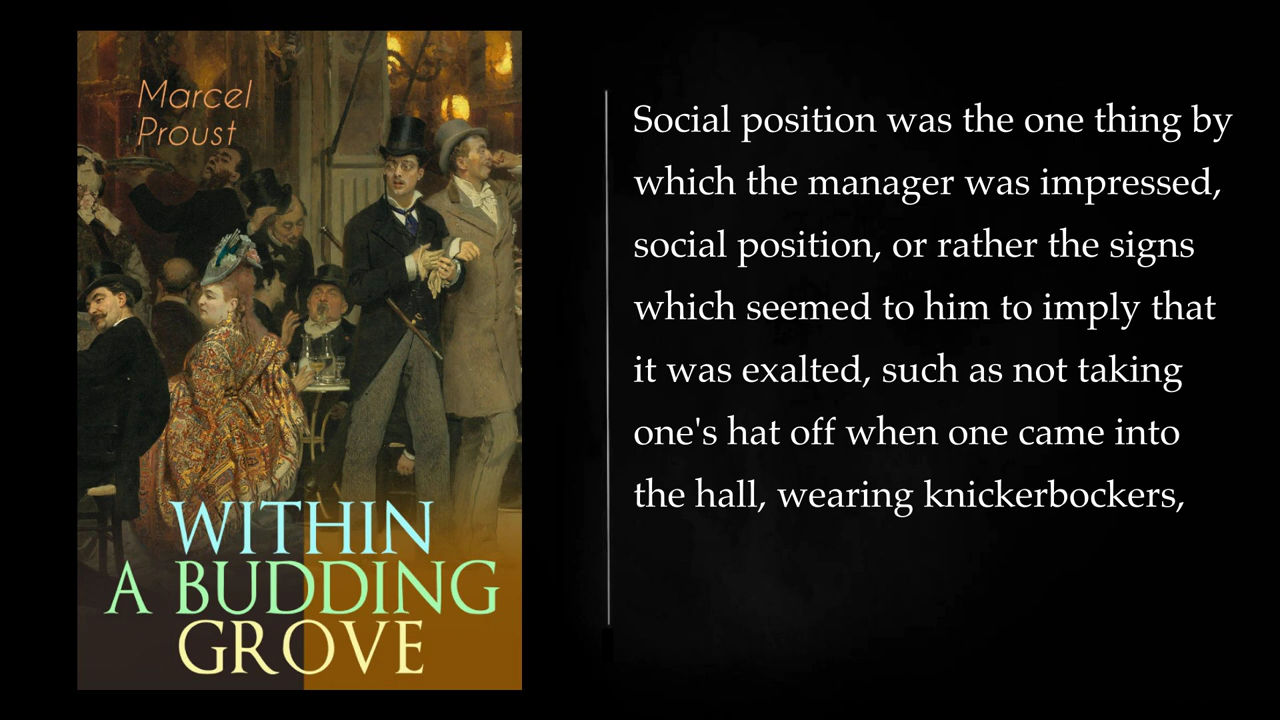 Marcel
Proust
WITHIN
A BUDDING
GROVE
Social position was the one thing by
which the manager was impressed,
social position, or rather the signs
which seemed to him to imply that
it was exalted, such as not taking
one's hat off when one came into
the hall, wearing knickerbockers,